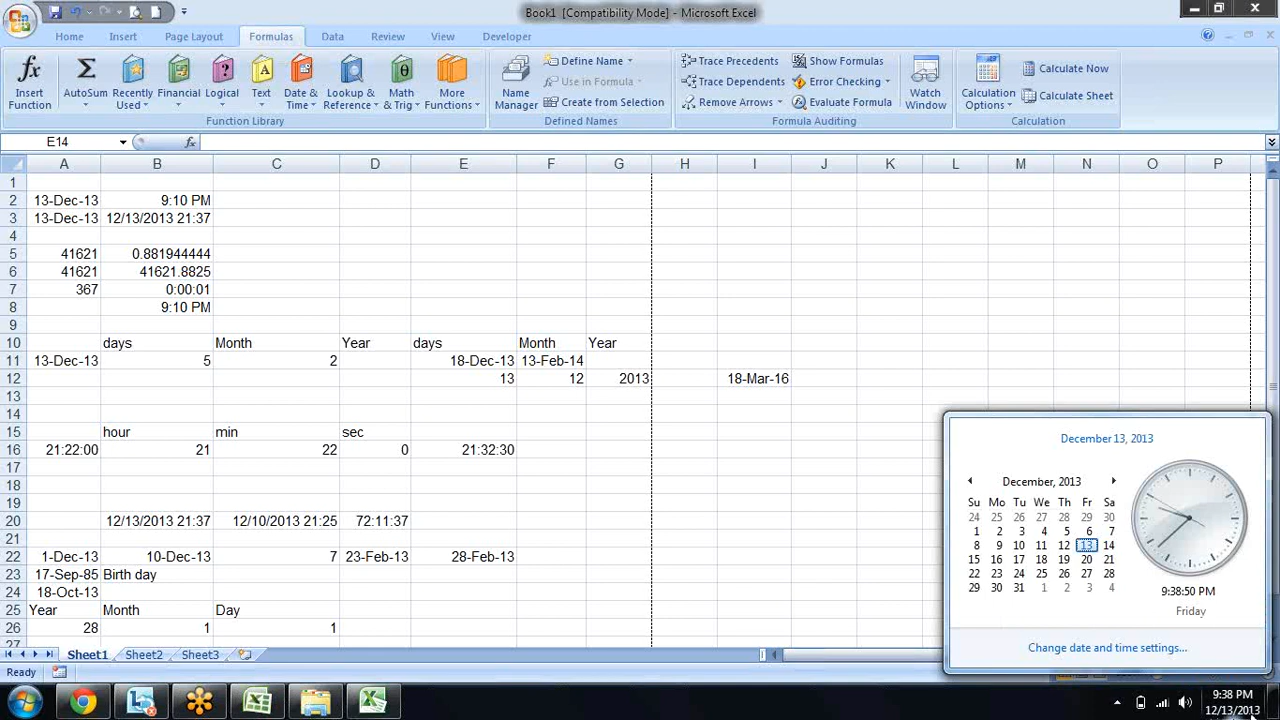 Book1 [Compatibility Mode] - Microsoft Excel
Home Insert Page Layout Formulas Data Review View Developer
Insert Function
AutoSum
Recently Used
Financial
Logical
Text
Date & Time
Lookup & Reference
Math & Trig
More Functions
Function Library
Name Manager
Define Name
Use in Formula
Create from Selection
Defined Names
Trace Precedents
Trace Dependents
Remove Arrows
Show Formulas
Error Checking
Evaluate Formula
Formula Auditing
Watch Window
Calculation Options
Calculate Now
Calculate Sheet
Calculation
E14 fx
A B C D E F G H I J K L M N O P
1
2 13-Dec-13 9:10 PM
3 13-Dec-13 12/13/2013 21:37
4
5 41621 0.881944444
6 41621 41621.8825
7 367 0:00:01
8 9:10 PM
9
10 days Month Year days Month Year
11 13-Dec-13 5 2 18-Dec-13 13-Feb-14
12 13 12 2013 18-Mar-16
13
14
15 hour min sec
16 21:22:00 21 22 0 21:32:30
17
18
19
20 12/13/2013 21:37 12/10/2013 21:25 72:11:37
21
22 1-Dec-13 10-Dec-13 7 23-Feb-13 28-Feb-13
23 17-Sep-85 Birth day
24 18-Oct-13
25 Year Month Day
26 28 1 1
27
Sheet1 Sheet2 Sheet3
Ready
December 13, 2013
December, 2013
Su Mo Tu We Th Fr Sa
24 25 26 27 28 29 30
1 2 3 4 5 6 7
8 9 10 11 12 13 14
15 16 17 18 19 20 21
22 23 24 25 26 27 28
29 30 31 1 2 3 4
9:38:50 PM
Friday
Change date and time settings...
9:38 PM
12/13/2013